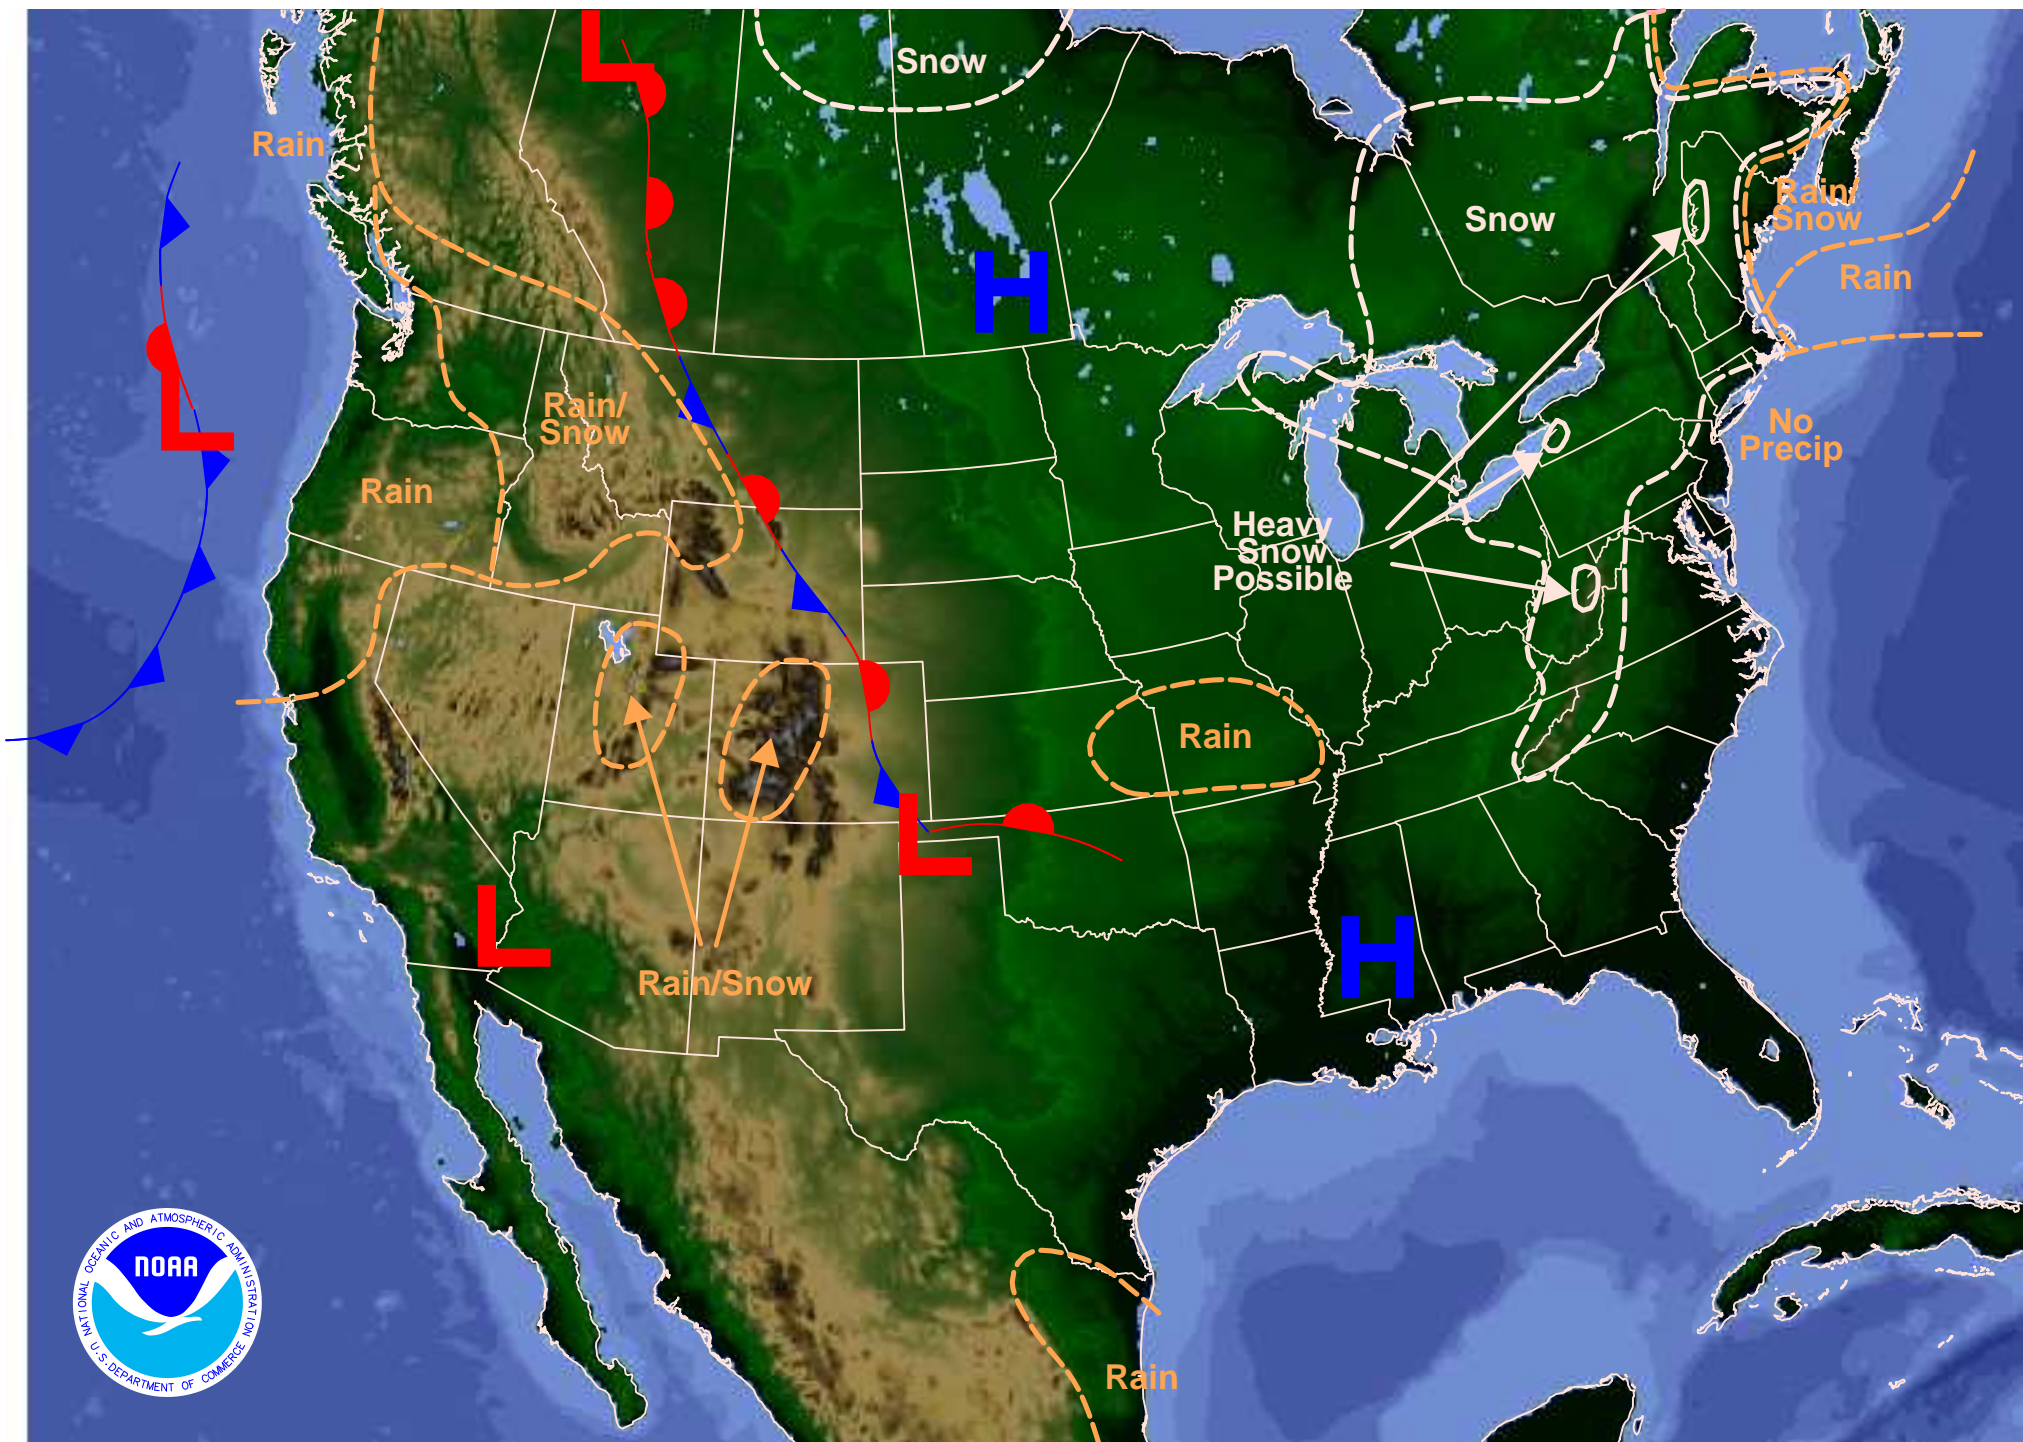 L
Snow
Rain
Rain/
Snow
Snow
H
Rain
L
Rain/
Snow
No
Precip
Rain
Heavy
Snow
Possible
Rain
L
L
H
Rain/Snow
NATIONAL OCEANIC AND ATMOSPHERIC ADMINISTRATION
NOAA
U.S. DEPARTMENT OF COMMERCE
Rain